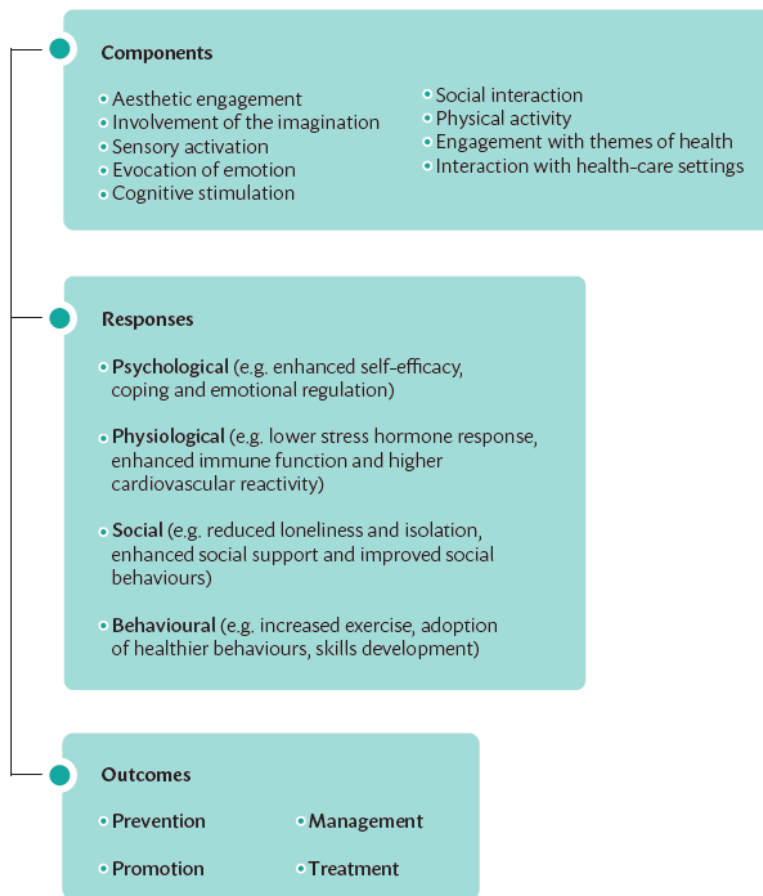 Components
• Aesthetic engagement
• Involvement of the imagination
• Sensory activation
• Evocation of emotion
• Cognitive stimulation
• Social interaction
• Physical activity
• Engagement with themes of health
• Interaction with health-care settings
Responses
• Psychological (e.g. enhanced self-efficacy,
coping and emotional regulation)
• Physiological (e.g. lower stress hormone response,
enhanced immune function and higher
cardiovascular reactivity)
• Social (e.g. reduced loneliness and isolation,
enhanced social support and improved social
behaviours)
• Behavioural (e.g. increased exercise, adoption
of healthier behaviours, skills development)
Outcomes
• Prevention
• Promotion
• Management
• Treatment